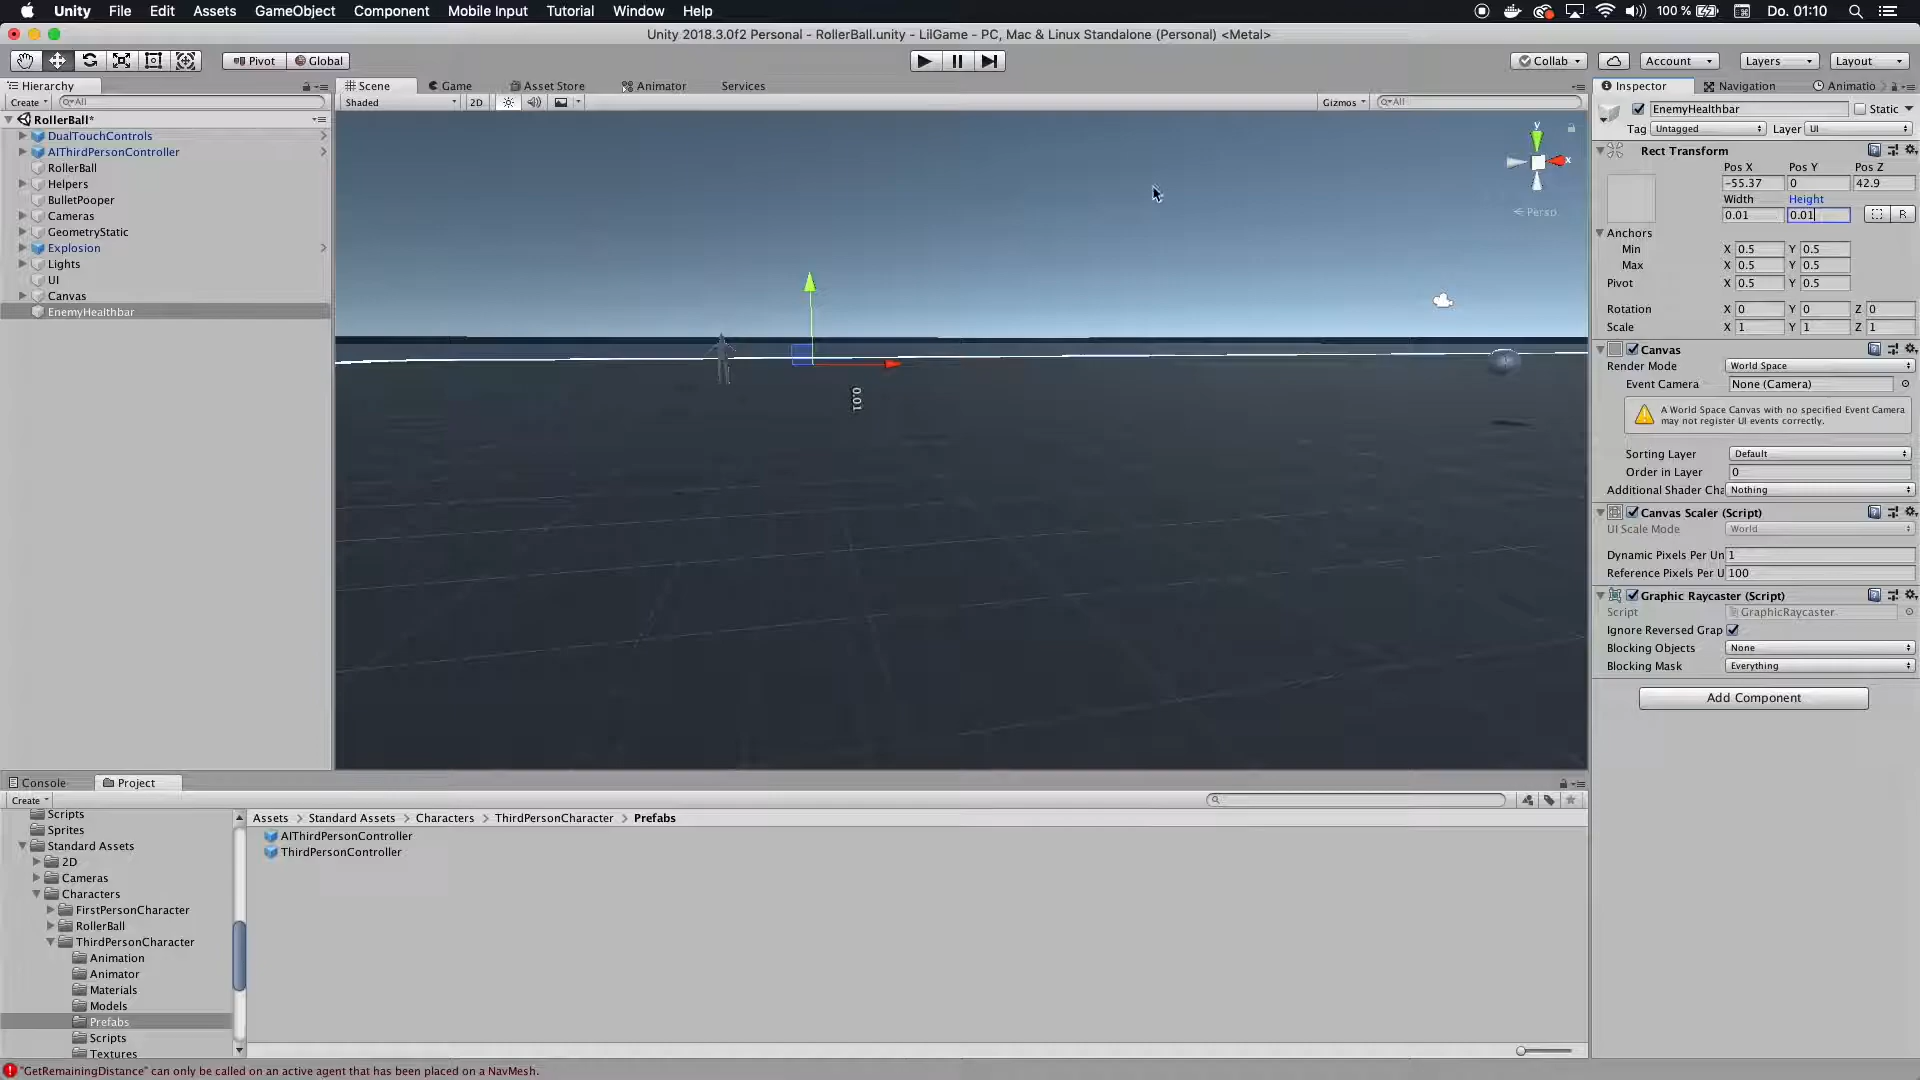 Unity File Edit Assets GameObject Component Mobile Input Tutorial Window Help 100 % Do. 01:10
Unity 2018.3.0f2 Personal - RollerBall.unity - LilGame - PC, Mac & Linux Standalone (Personal) <Metal>
Pivot Global Collab Account Layers Layout
Hierarchy Scene Game Asset Store Animator Services Inspector Navigation Animatio
Create All Shaded 2D Gizmos All
EnemyHealthbar Static
RollerBall*
Tag Untagged Layer UI
DualTouchControls
AIThirdPersonController
RollerBall
Helpers
BulletPooper
Cameras
GeometryStatic
Explosion
Lights
UI
Canvas
EnemyHealthbar
y
x
Persp
0.01
Rect Transform
Pos X Pos Y Pos Z
-55.37 0 42.9
Width Height
0.01 0.01 R
Anchors
Min X 0.5 Y 0.5
Max X 0.5 Y 0.5
Pivot X 0.5 Y 0.5
Rotation X 0 Y 0 Z 0
Scale X 1 Y 1 Z 1
Canvas
Render Mode World Space
Event Camera None (Camera)
A World Space Canvas with no specified Event Camera
may not register UI events correctly.
Sorting Layer Default
Order in Layer 0
Additional Shader Cha Nothing
Canvas Scaler (Script)
UI Scale Mode World
Dynamic Pixels Per Un 1
Reference Pixels Per U 100
Graphic Raycaster (Script)
Script GraphicRaycaster
Ignore Reversed Grap
Blocking Objects None
Blocking Mask Everything
Add Component
Console Project
Create
Scripts
Sprites
Standard Assets
2D
Cameras
Characters
FirstPersonCharacter
RollerBall
ThirdPersonCharacter
Animation
Animator
Materials
Models
Prefabs
Scripts
Textures
Assets > Standard Assets > Characters > ThirdPersonCharacter > Prefabs
AIThirdPersonController
ThirdPersonController
"GetRemainingDistance" can only be called on an active agent that has been placed on a NavMesh.